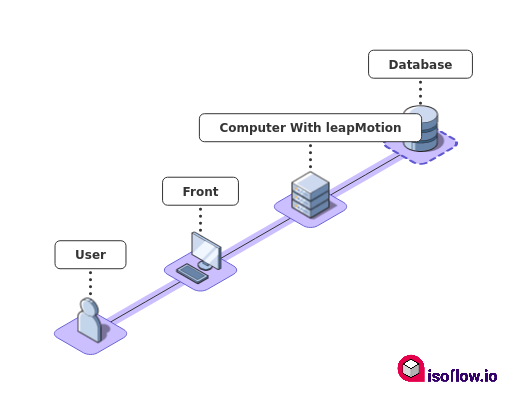 Database
Computer With leapMotion
Front
User
isoflow.io